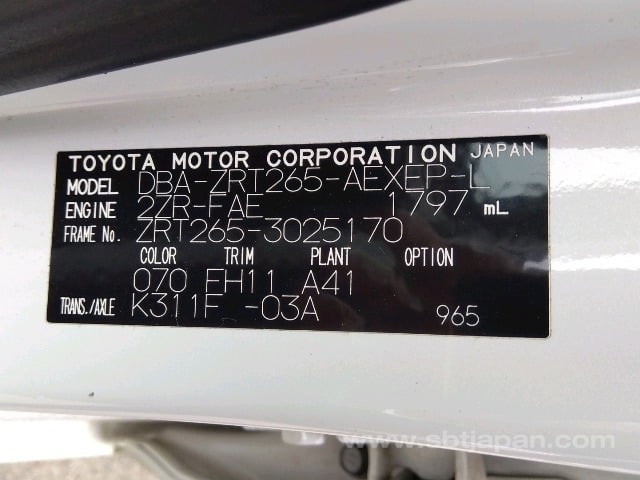 TOYOTA MOTOR CORPORATION JAPAN
MODEL DBA-ZRT265-AEXEP-L
ENGINE 2ZR-FAE 1797 mL
FRAME No. ZRT265-3025170
COLOR TRIM PLANT OPTION
070 FH11 A41
TRANS./AXLE K311F -03A
965
www.sbtjapan.com